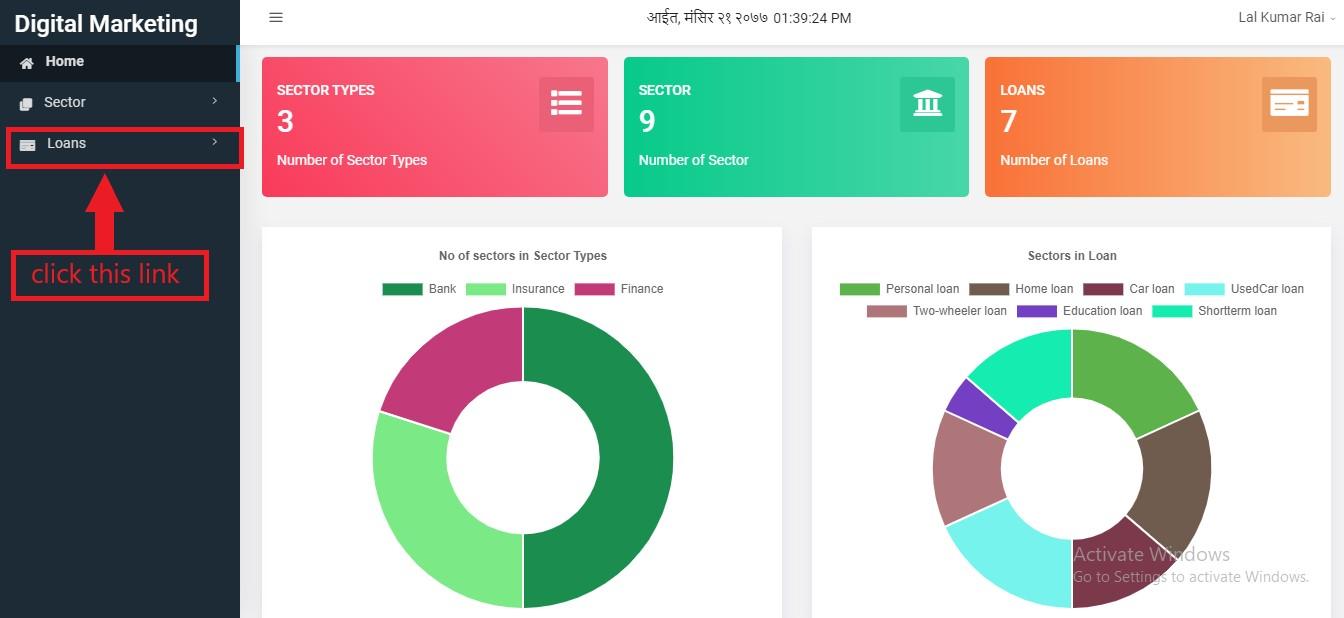 Digital Marketing
आईत, मंसिर २१ २०७७ 01:39:24 PM
Lal Kumar Rai
Home
Sector
Loans
click this link
SECTOR TYPES
3
Number of Sector Types
SECTOR
9
Number of Sector
LOANS
7
Number of Loans
No of sectors in Sector Types
Bank Insurance Finance
Sectors in Loan
Personal loan Home loan Car loan UsedCar loan
Two-wheeler loan Education loan Shortterm loan
Activate Windows
Go to Settings to activate Windows.